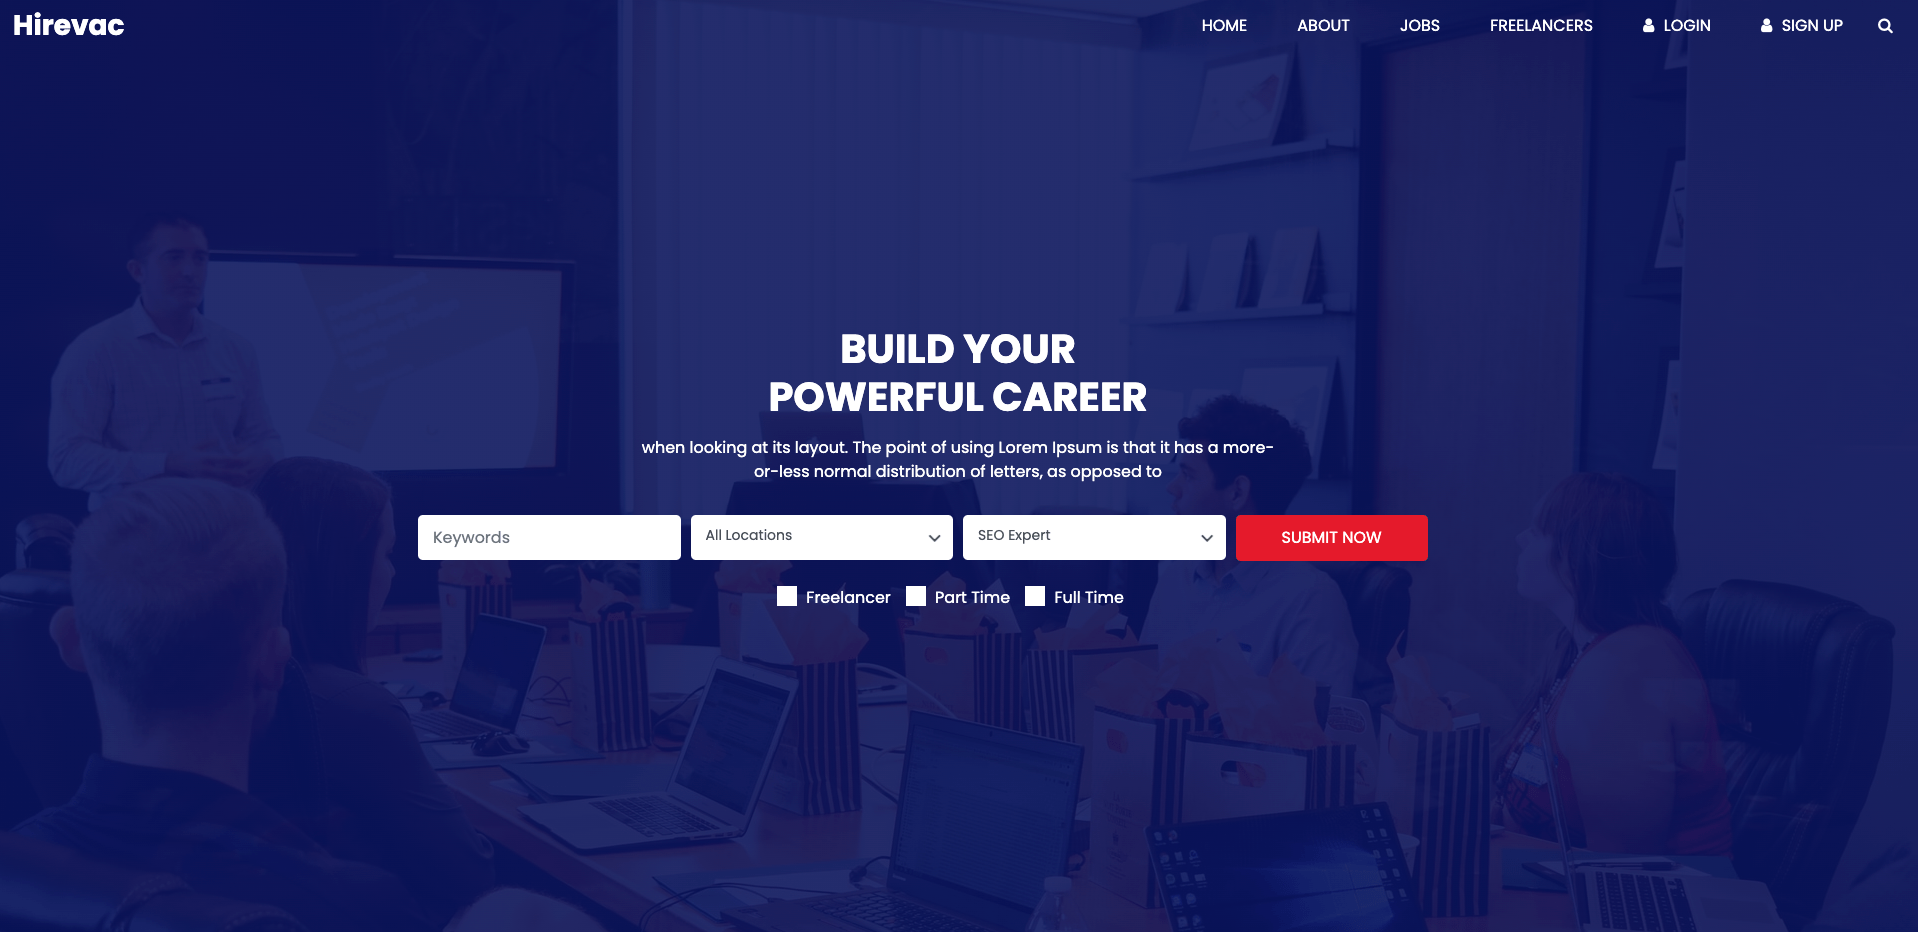 Hirevac
HOME ABOUT JOBS FREELANCERS LOGIN SIGN UP
BUILD YOUR
POWERFUL CAREER
when looking at its layout. The point of using Lorem Ipsum is that it has a more-
or-less normal distribution of letters, as opposed to
Keywords All Locations SEO Expert SUBMIT NOW
Freelancer Part Time Full Time